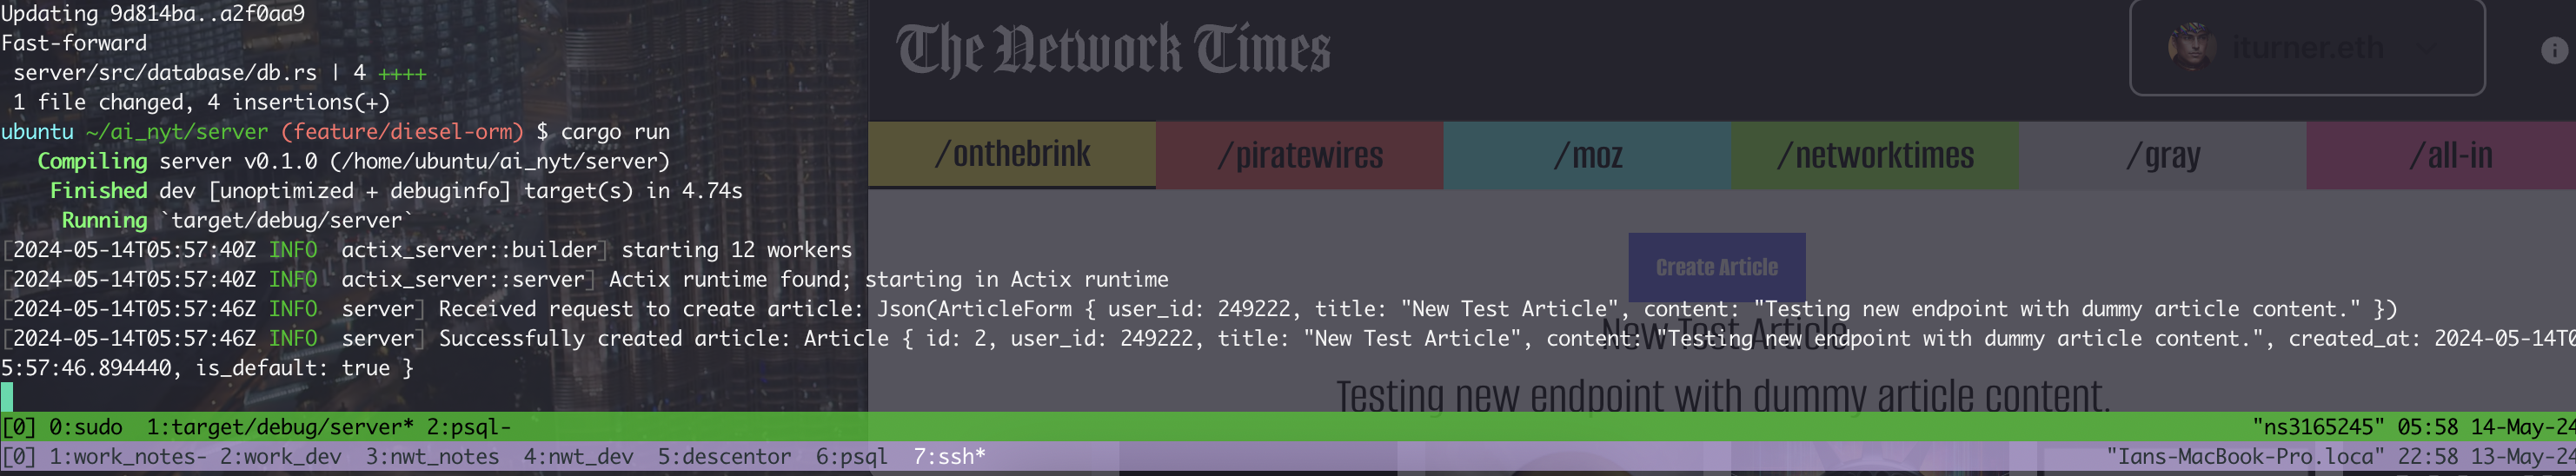 Updating 9d814ba..a2f0aa9
Fast-forward
server/src/database/db.rs | 4 ++++
1 file changed, 4 insertions(+)
ubuntu ~/ai_nyt/server (feature/diesel-orm) $ cargo run
Compiling server v0.1.0 (/home/ubuntu/ai_nyt/server)
Finished dev [unoptimized + debuginfo] target(s) in 4.74s
Running `target/debug/server`
[2024-05-14T05:57:40Z INFO actix_server::builder] starting 12 workers
[2024-05-14T05:57:40Z INFO actix_server::server] Actix runtime found; starting in Actix runtime
[2024-05-14T05:57:46Z INFO server] Received request to create article: Json(ArticleForm { user_id: 249222, title: "New Test Article", content: "Testing new endpoint with dummy article content." })
[2024-05-14T05:57:46Z INFO server] Successfully created article: Article { id: 2, user_id: 249222, title: "New Test Article", content: "Testing new endpoint with dummy article content.", created_at: 2024-05-14T0
5:57:46.894440, is_default: true }
The Network Times
iturner.eth
/onthebrink /piratewires /moz /networktimes /gray /all-in
Create Article
New Test Article
Testing new endpoint with dummy article content.
[0] 0:sudo 1:target/debug/server* 2:psql- "ns3165245" 05:58 14-May-24
[0] 1:work_notes- 2:work_dev 3:nwt_notes 4:nwt_dev 5:descentor 6:psql 7:ssh* "Ians-MacBook-Pro.loca" 22:58 13-May-24